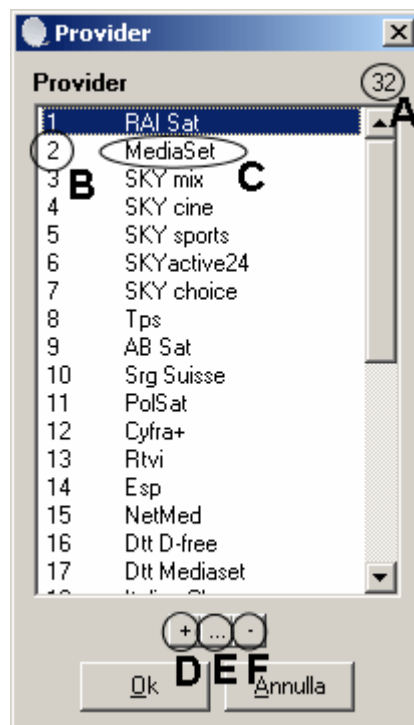 Provider
Provider 32
A
1 RAI Sat
2 MediaSet
B C
3 SKY mix
4 SKY cine
5 SKY sports
6 SKYactive24
7 SKY choice
8 Tps
9 AB Sat
10 Srg Suisse
11 PolSat
12 Cyfra+
13 Rtvi
14 Esp
15 NetMed
16 Dtt D-free
17 Dtt Mediaset
+ ... -
D E F
Ok Annulla